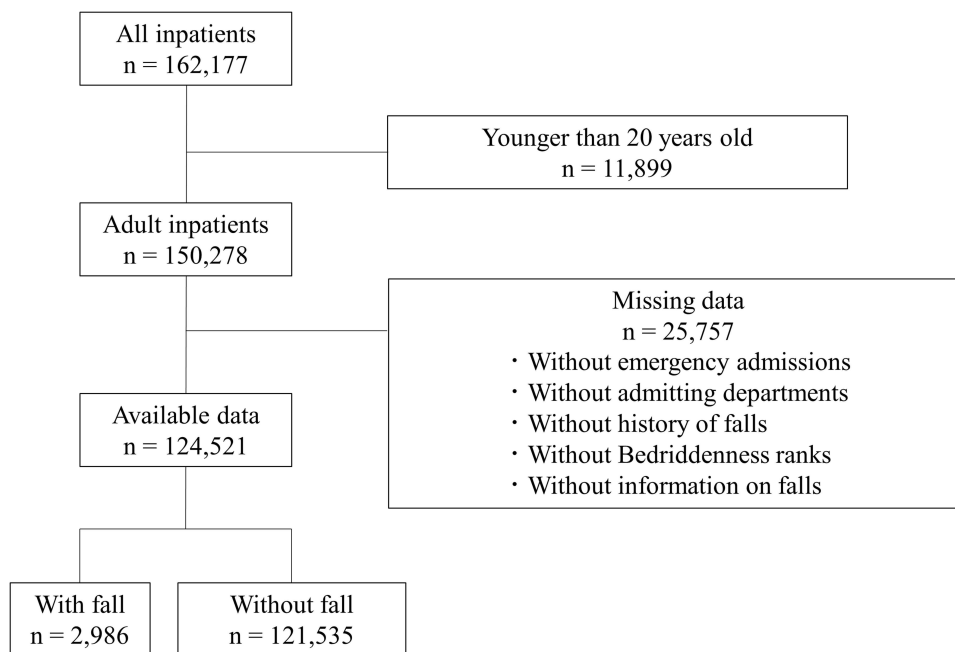 All inpatients
n = 162,177
Younger than 20 years old
n = 11,899
Adult inpatients
n = 150,278
Missing data
n = 25,757
・Without emergency admissions
・Without admitting departments
・Without history of falls
・Without Bedriddenness ranks
・Without information on falls
Available data
n = 124,521
With fall
n = 2,986
Without fall
n = 121,535